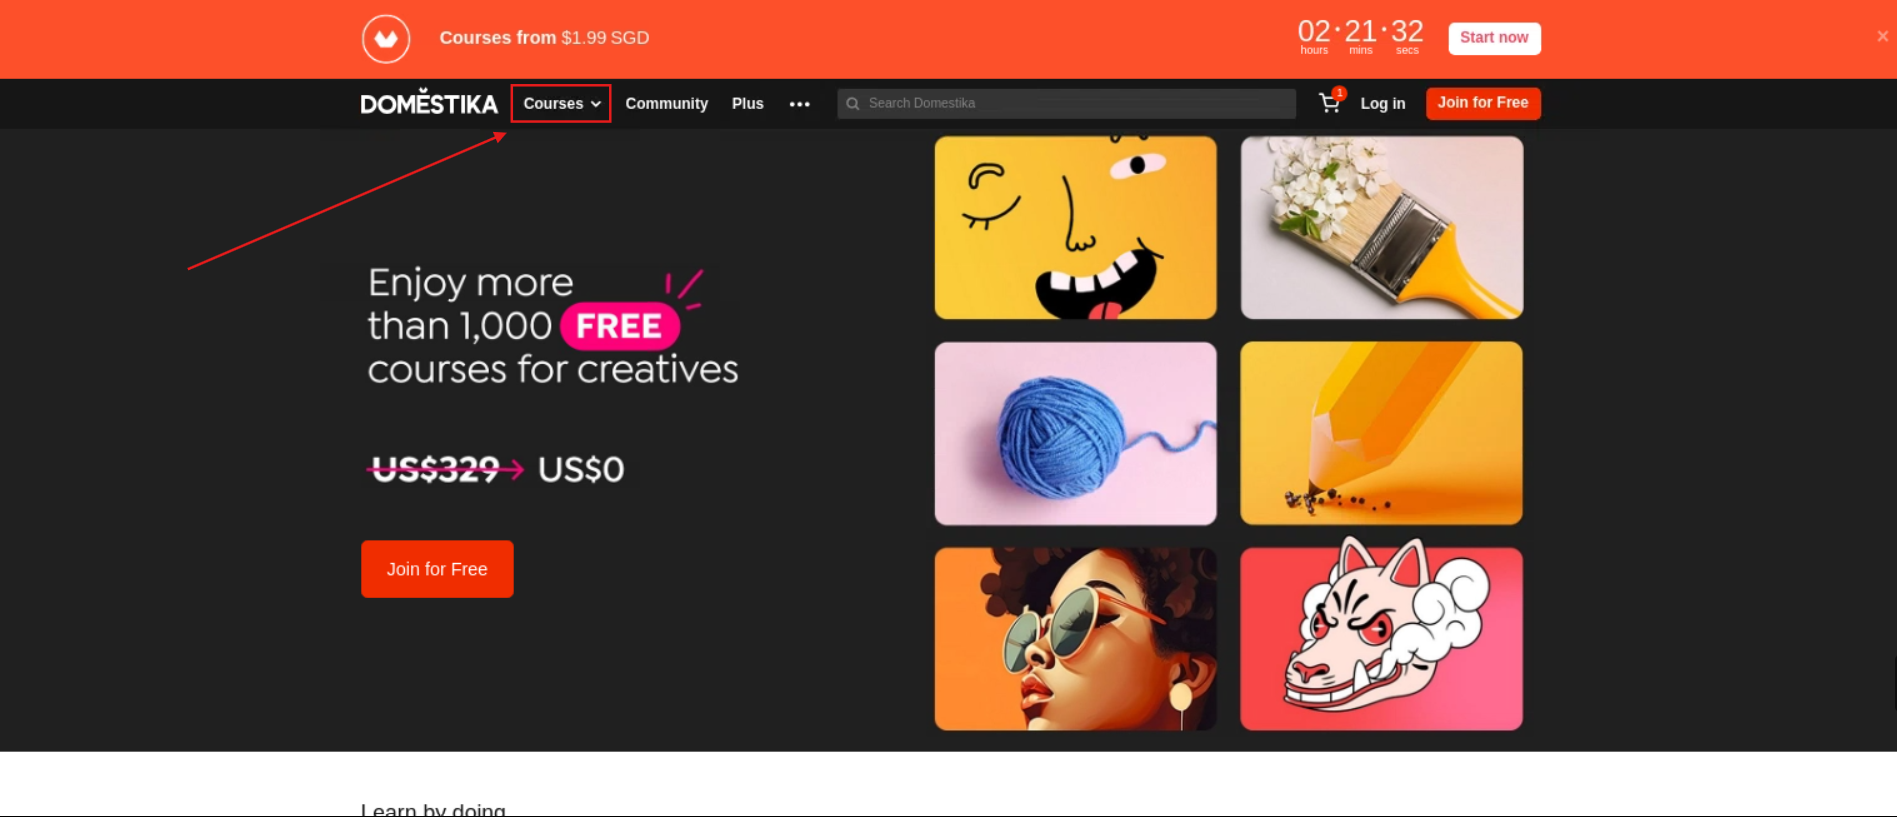 Courses from $1.99 SGD
02 · 21 · 32
hours mins secs
Start now
×
DOMĚSTIKA
Courses
Community
Plus
•••
Search Domestika
1
Log in
Join for Free
Enjoy more
than 1,000 FREE
courses for creatives
US$329 → US$0
Join for Free
Learn by doing